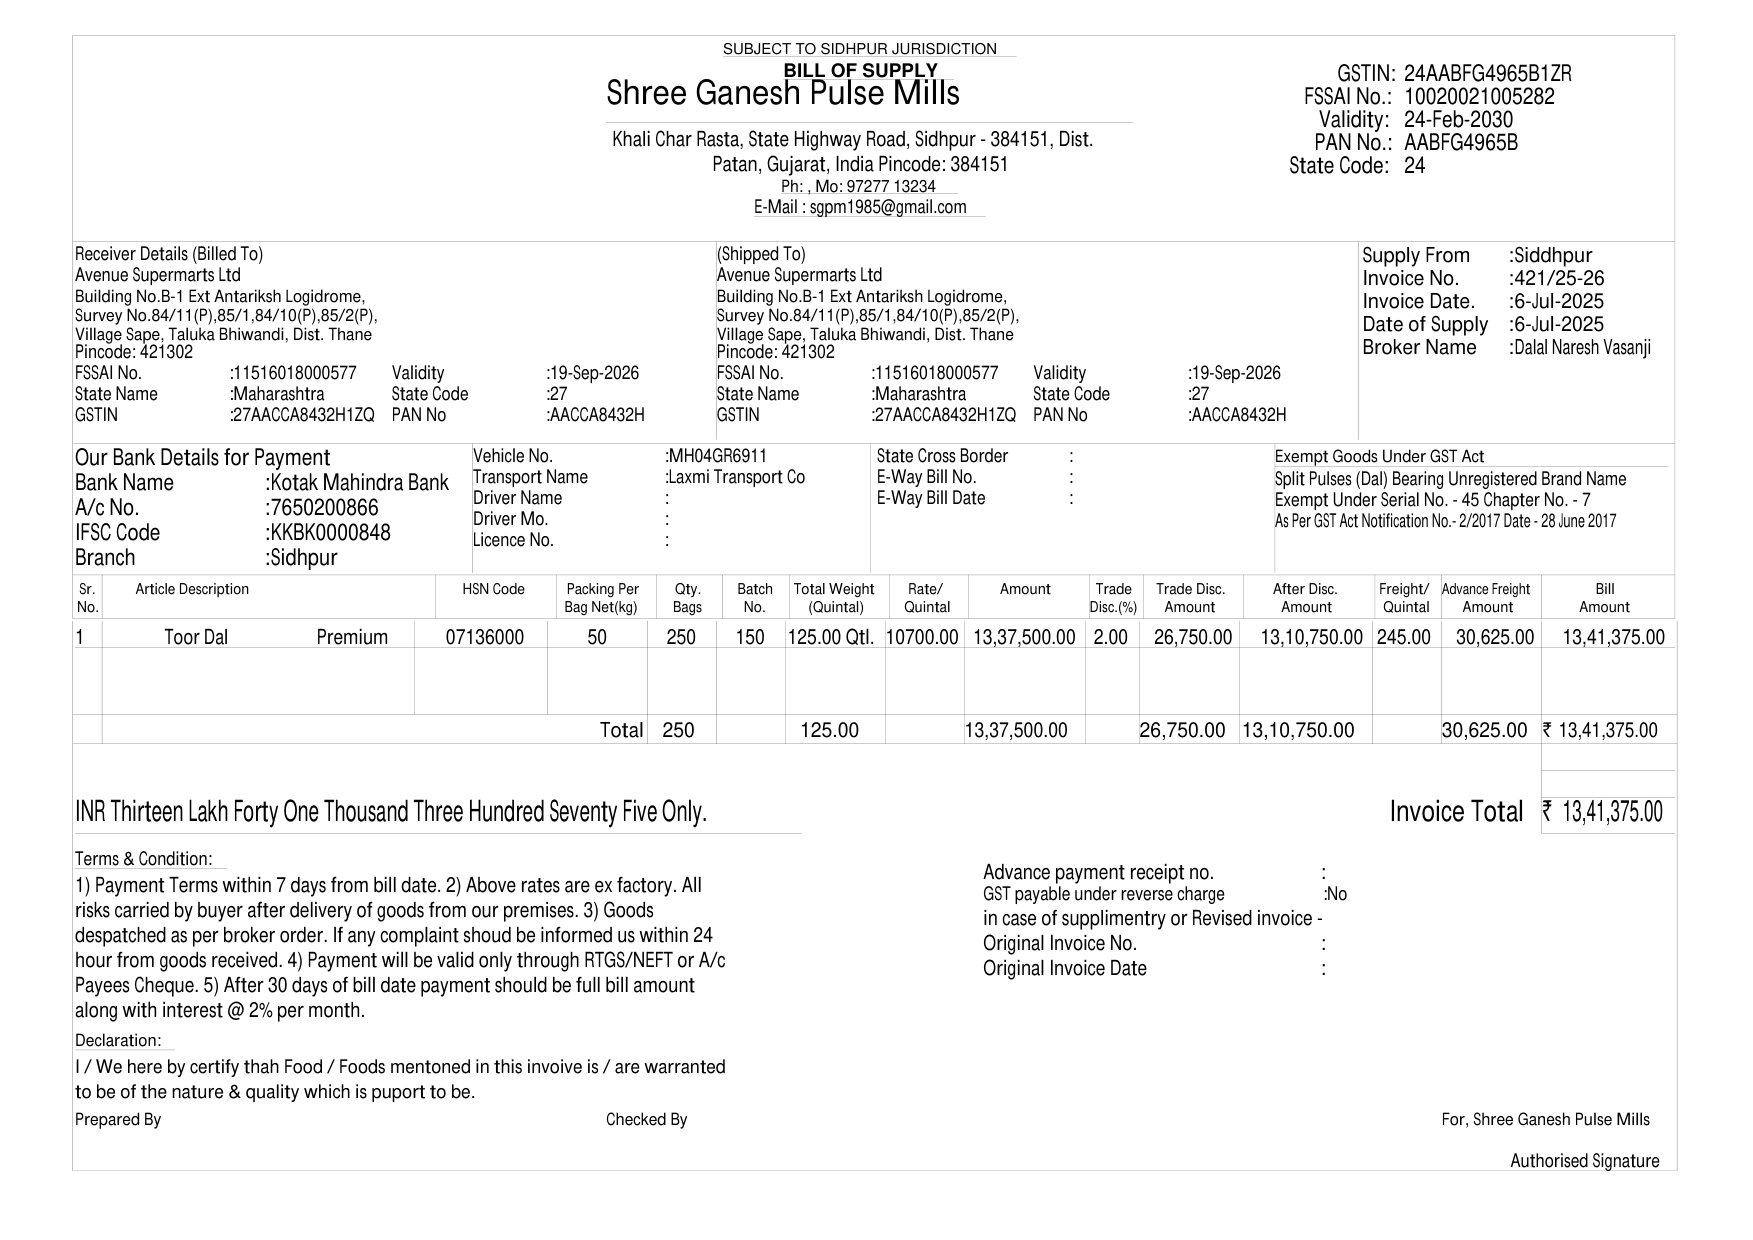 SUBJECT TO SIDHPUR JURISDICTION
BILL OF SUPPLY
Shree Ganesh Pulse Mills
Khali Char Rasta, State Highway Road, Sidhpur - 384151, Dist.
Patan, Gujarat, India Pincode: 384151
Ph: , Mo: 97277 13234
E-Mail : sgpm1985@gmail.com
GSTIN: 24AABFG4965B1ZR
FSSAI No.: 10020021005282
Validity: 24-Feb-2030
PAN No.: AABFG4965B
State Code: 24
Receiver Details (Billed To)
Avenue Supermarts Ltd
Building No.B-1 Ext Antariksh Logidrome,
Survey No.84/11(P),85/1,84/10(P),85/2(P),
Village Sape, Taluka Bhiwandi, Dist. Thane
Pincode: 421302
FSSAI No. :11516018000577 Validity :19-Sep-2026
State Name :Maharashtra State Code :27
GSTIN :27AACCA8432H1ZQ PAN No :AACCA8432H
(Shipped To)
Avenue Supermarts Ltd
Building No.B-1 Ext Antariksh Logidrome,
Survey No.84/11(P),85/1,84/10(P),85/2(P),
Village Sape, Taluka Bhiwandi, Dist. Thane
Pincode: 421302
FSSAI No. :11516018000577 Validity :19-Sep-2026
State Name :Maharashtra State Code :27
GSTIN :27AACCA8432H1ZQ PAN No :AACCA8432H
Supply From :Siddhpur
Invoice No. :421/25-26
Invoice Date. :6-Jul-2025
Date of Supply :6-Jul-2025
Broker Name :Dalal Naresh Vasanji
Our Bank Details for Payment
Bank Name :Kotak Mahindra Bank
A/c No. :7650200866
IFSC Code :KKBK0000848
Branch :Sidhpur
Vehicle No. :MH04GR6911
Transport Name :Laxmi Transport Co
Driver Name :
Driver Mo. :
Licence No. :
State Cross Border :
E-Way Bill No. :
E-Way Bill Date :
Exempt Goods Under GST Act
Split Pulses (Dal) Bearing Unregistered Brand Name
Exempt Under Serial No. - 45 Chapter No. - 7
As Per GST Act Notification No.- 2/2017 Date - 28 June 2017
Sr. Article Description HSN Code Packing Per Qty. Batch Total Weight Rate/ Amount Trade Trade Disc. After Disc. Freight/ Advance Freight Bill
No. Bag Net(kg) Bags No. (Quintal) Quintal Disc.(%) Amount Amount Quintal Amount Amount
1 Toor Dal Premium 07136000 50 250 150 125.00 Qtl. 10700.00 13,37,500.00 2.00 26,750.00 13,10,750.00 245.00 30,625.00 13,41,375.00
Total 250 125.00 13,37,500.00 26,750.00 13,10,750.00 30,625.00 ₹ 13,41,375.00
INR Thirteen Lakh Forty One Thousand Three Hundred Seventy Five Only. Invoice Total ₹ 13,41,375.00
Terms & Condition:
1) Payment Terms within 7 days from bill date. 2) Above rates are ex factory. All
risks carried by buyer after delivery of goods from our premises. 3) Goods
despatched as per broker order. If any complaint shoud be informed us within 24
hour from goods received. 4) Payment will be valid only through RTGS/NEFT or A/c
Payees Cheque. 5) After 30 days of bill date payment should be full bill amount
along with interest @ 2% per month.
Advance payment receipt no. :
GST payable under reverse charge :No
in case of supplimentry or Revised invoice -
Original Invoice No. :
Original Invoice Date :
Declaration:
I / We here by certify thah Food / Foods mentoned in this invoive is / are warranted
to be of the nature & quality which is puport to be.
Prepared By Checked By For, Shree Ganesh Pulse Mills
Authorised Signature